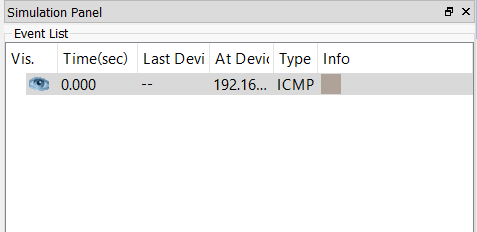 Simulation Panel
Event List
Vis. Time(sec) Last Devi At Devic Type Info
0.000 -- 192.16... ICMP